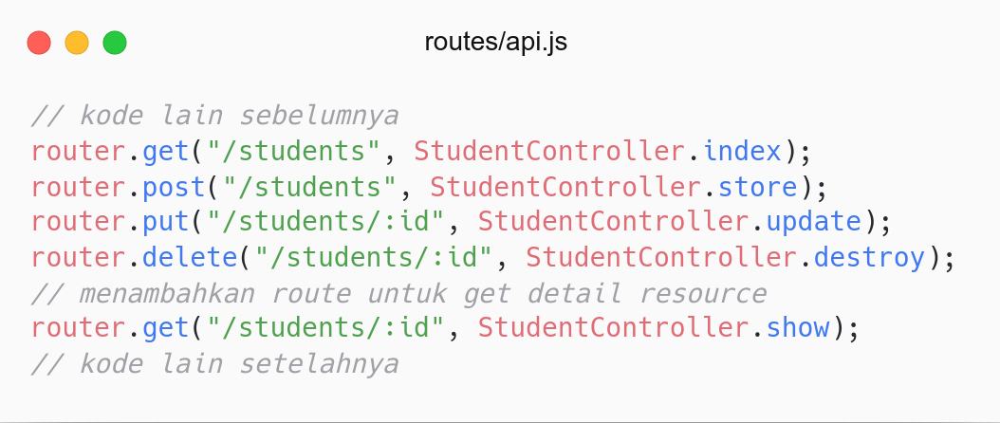 routes/api.js
// kode lain sebelumnya
router.get("/students", StudentController.index);
router.post("/students", StudentController.store);
router.put("/students/:id", StudentController.update);
router.delete("/students/:id", StudentController.destroy);
// menambahkan route untuk get detail resource
router.get("/students/:id", StudentController.show);
// kode lain setelahnya